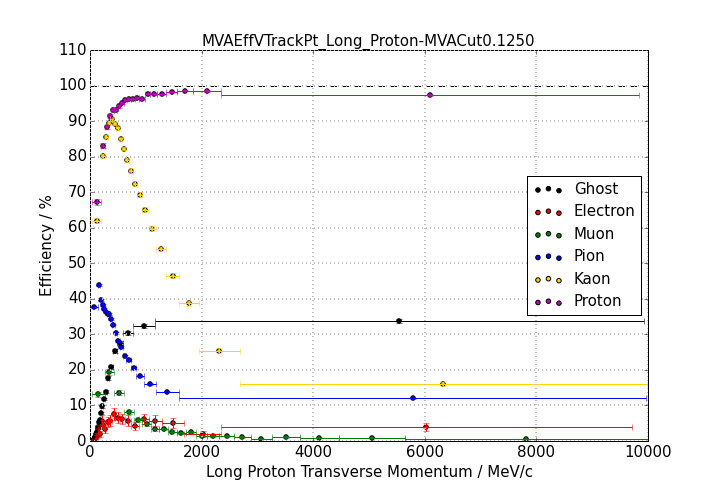 MVAEffVTrackPt_Long_Proton-MVACut0.1250
110
100
90
80
70
60
50
40
30
20
10
0
Efficiency / %
Ghost
Electron
Muon
Pion
Kaon
Proton
0 2000 4000 6000 8000 10000
Long Proton Transverse Momentum / MeV/c